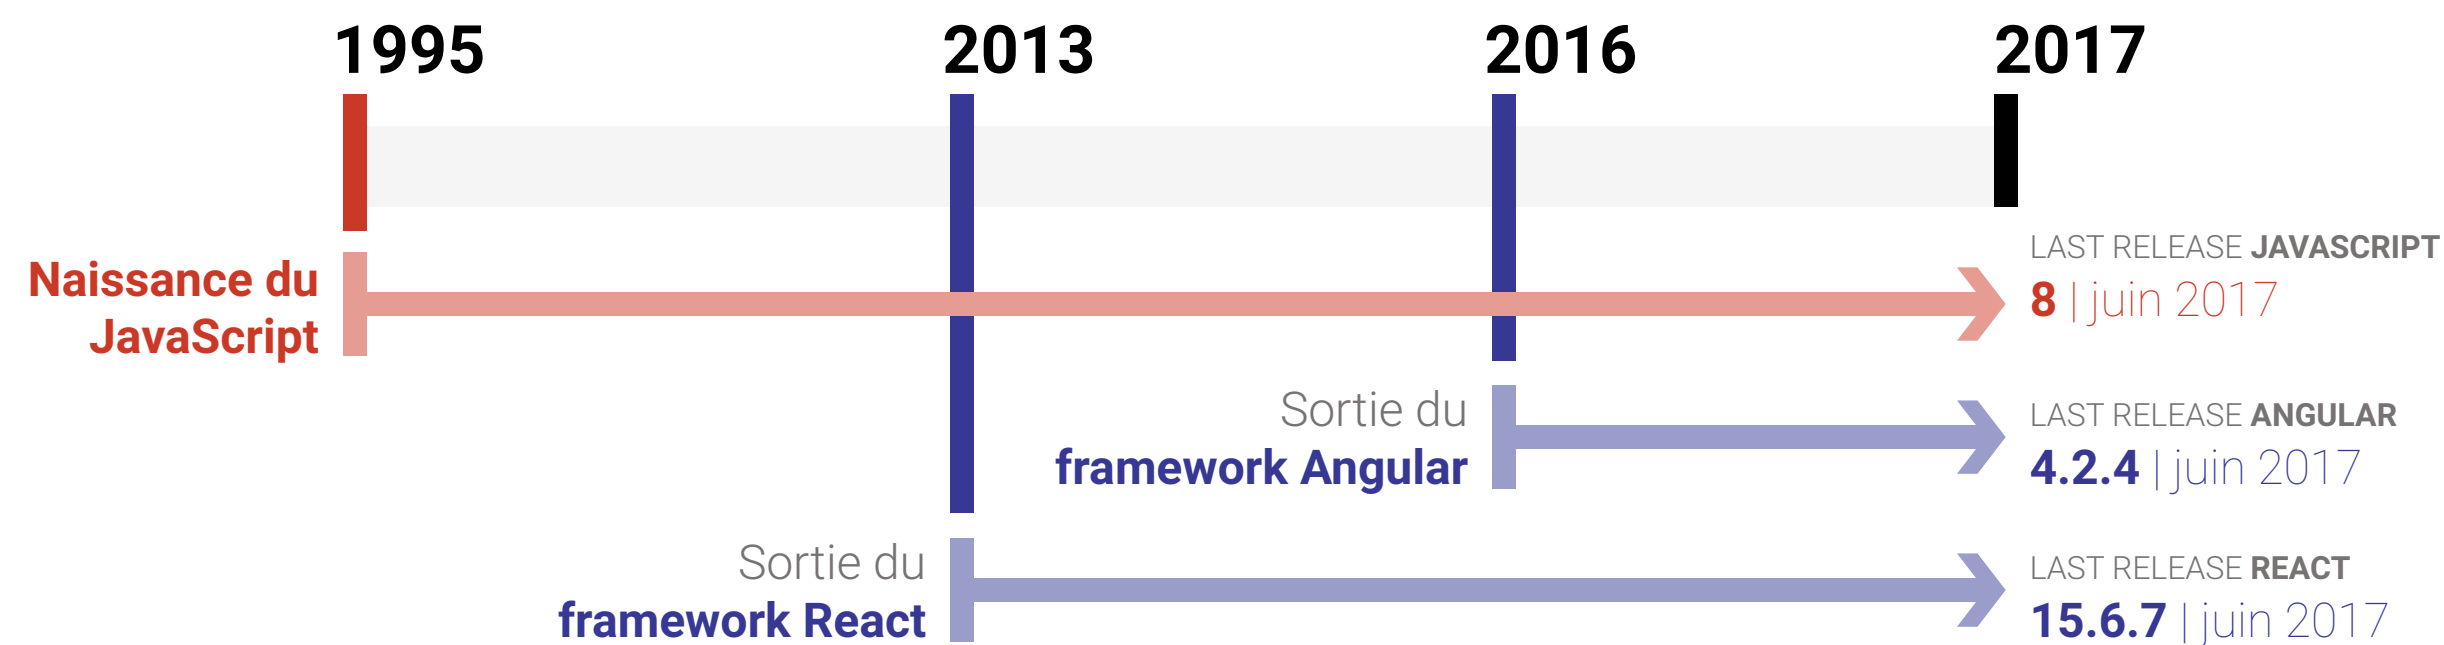 1995
2013
2016
2017
Naissance du
JavaScript
LAST RELEASE JAVASCRIPT
8 | juin 2017
Sortie du
framework Angular
LAST RELEASE ANGULAR
4.2.4 | juin 2017
Sortie du
framework React
LAST RELEASE REACT
15.6.7 | juin 2017